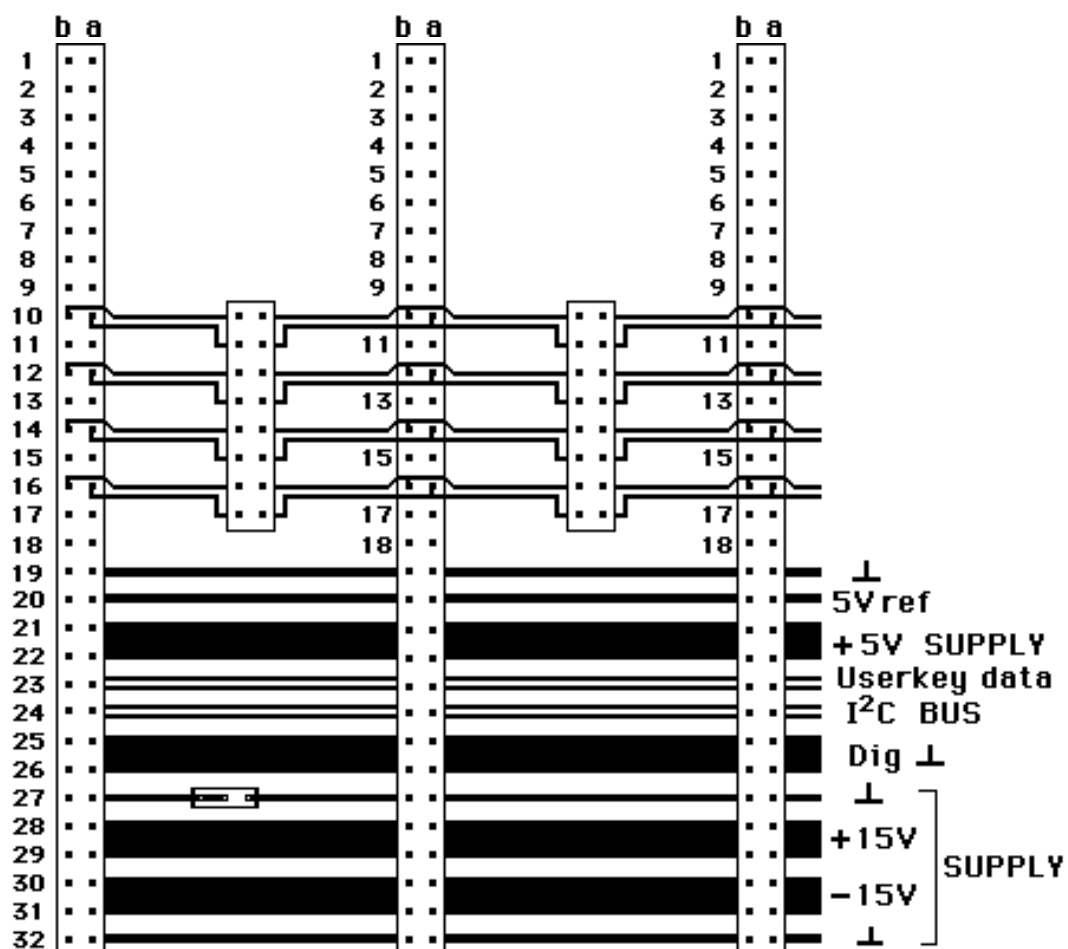 b a b a b a
1 1 1
2 2 2
3 3 3
4 4 4
5 5 5
6 6 6
7 7 7
8 8 8
9 9 9
10
11 11 11
12
13 13 13
14
15 15 15
16
17 17 17
18 18 18
19 ⊥
20 5V ref
21
+5V SUPPLY
22
23 Userkey data
24 I²C BUS
25
Dig ⊥
26
27 ⊥
28
+15V
29
SUPPLY
30
-15V
31
32 ⊥